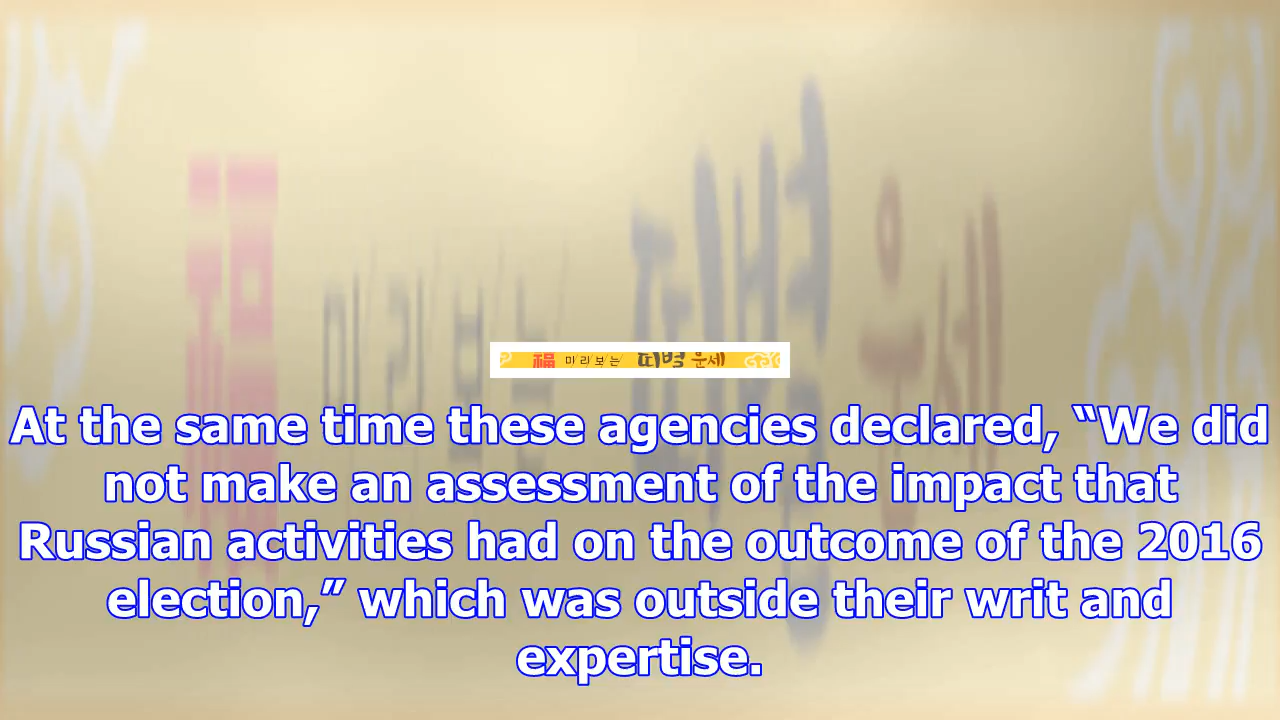 福 미리보는 띠별 운세
At the same time these agencies declared, “We did
not make an assessment of the impact that
Russian activities had on the outcome of the 2016
election,” which was outside their writ and
expertise.